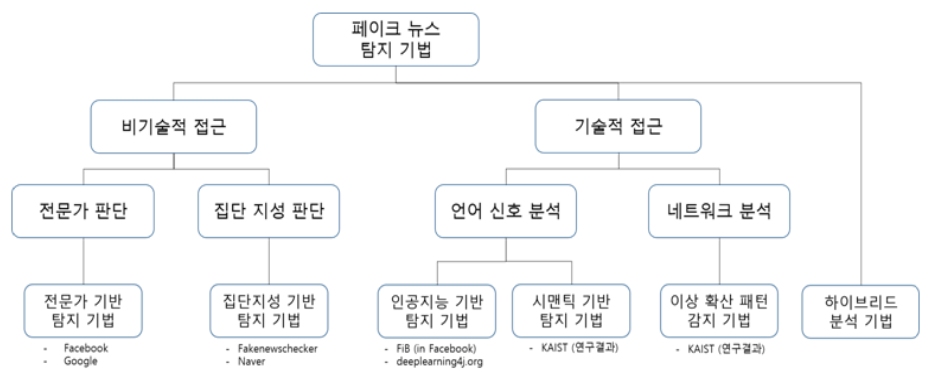 페이크 뉴스
탐지 기법
비기술적 접근
기술적 접근
전문가 판단
집단 지성 판단
언어 신호 분석
네트워크 분석
전문가 기반
탐지 기법
집단지성 기반
탐지 기법
인공지능 기반
탐지 기법
시맨틱 기반
탐지 기법
이상 확산 패턴
감지 기법
하이브리드
분석 기법
- Facebook
- Google
- Fakenewschecker
- Naver
- FiB (in Facebook)
- deeplearning4j.org
- KAIST (연구결과)
- KAIST (연구결과)